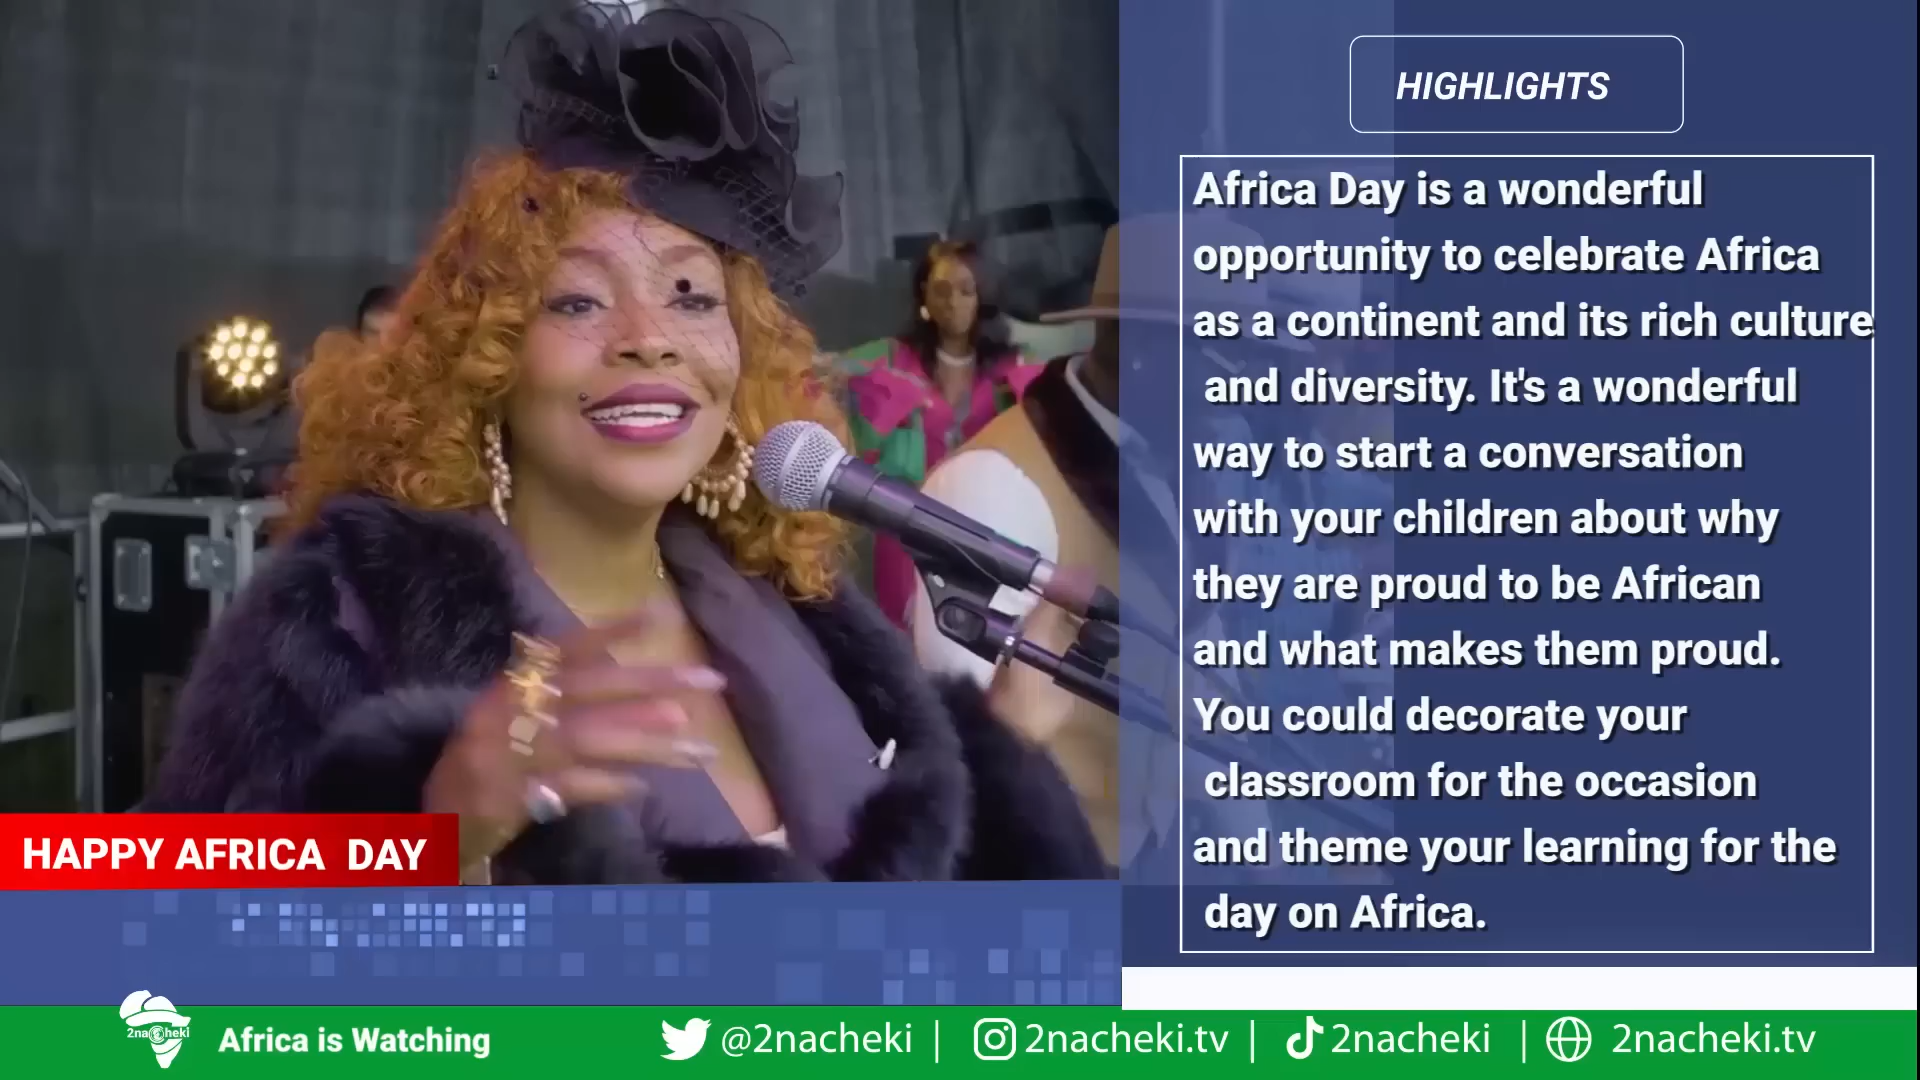 HIGHLIGHTS
Africa Day is a wonderful
opportunity to celebrate Africa
as a continent and its rich culture
and diversity. It's a wonderful
way to start a conversation
with your children about why
they are proud to be African
and what makes them proud.
You could decorate your
classroom for the occasion
and theme your learning for the
day on Africa.
HAPPY AFRICA DAY
2nacheki
Africa is Watching
@2nacheki | 2nacheki.tv | 2nacheki | 2nacheki.tv